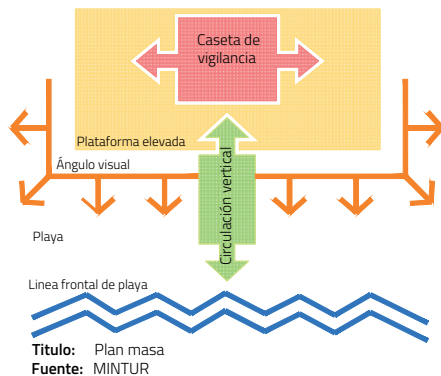 Caseta de
vigilancia
Plataforma elevada
Ángulo visual
Circulación vertical
Playa
Linea frontal de playa
Titulo: Plan masa
Fuente: MINTUR